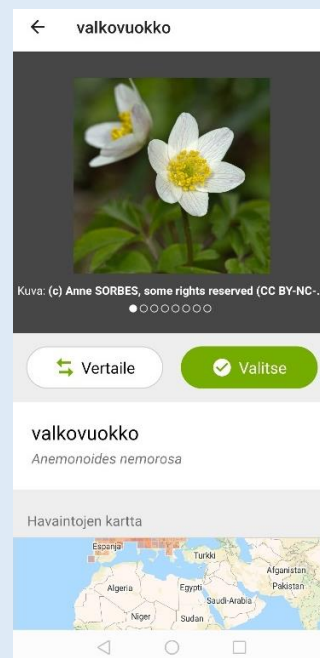 valkovuokko
Kuva: (c) Anne SORBES, some rights reserved (CC BY-NC-...
Vertaile
Valitse
valkovuokko
Anemonoides nemorosa
Havaintojen kartta
Espanja
Turkki
Afganistan
Algeria
Egypti
Pakistan
Saudi-Arabia
Niger
Sudan